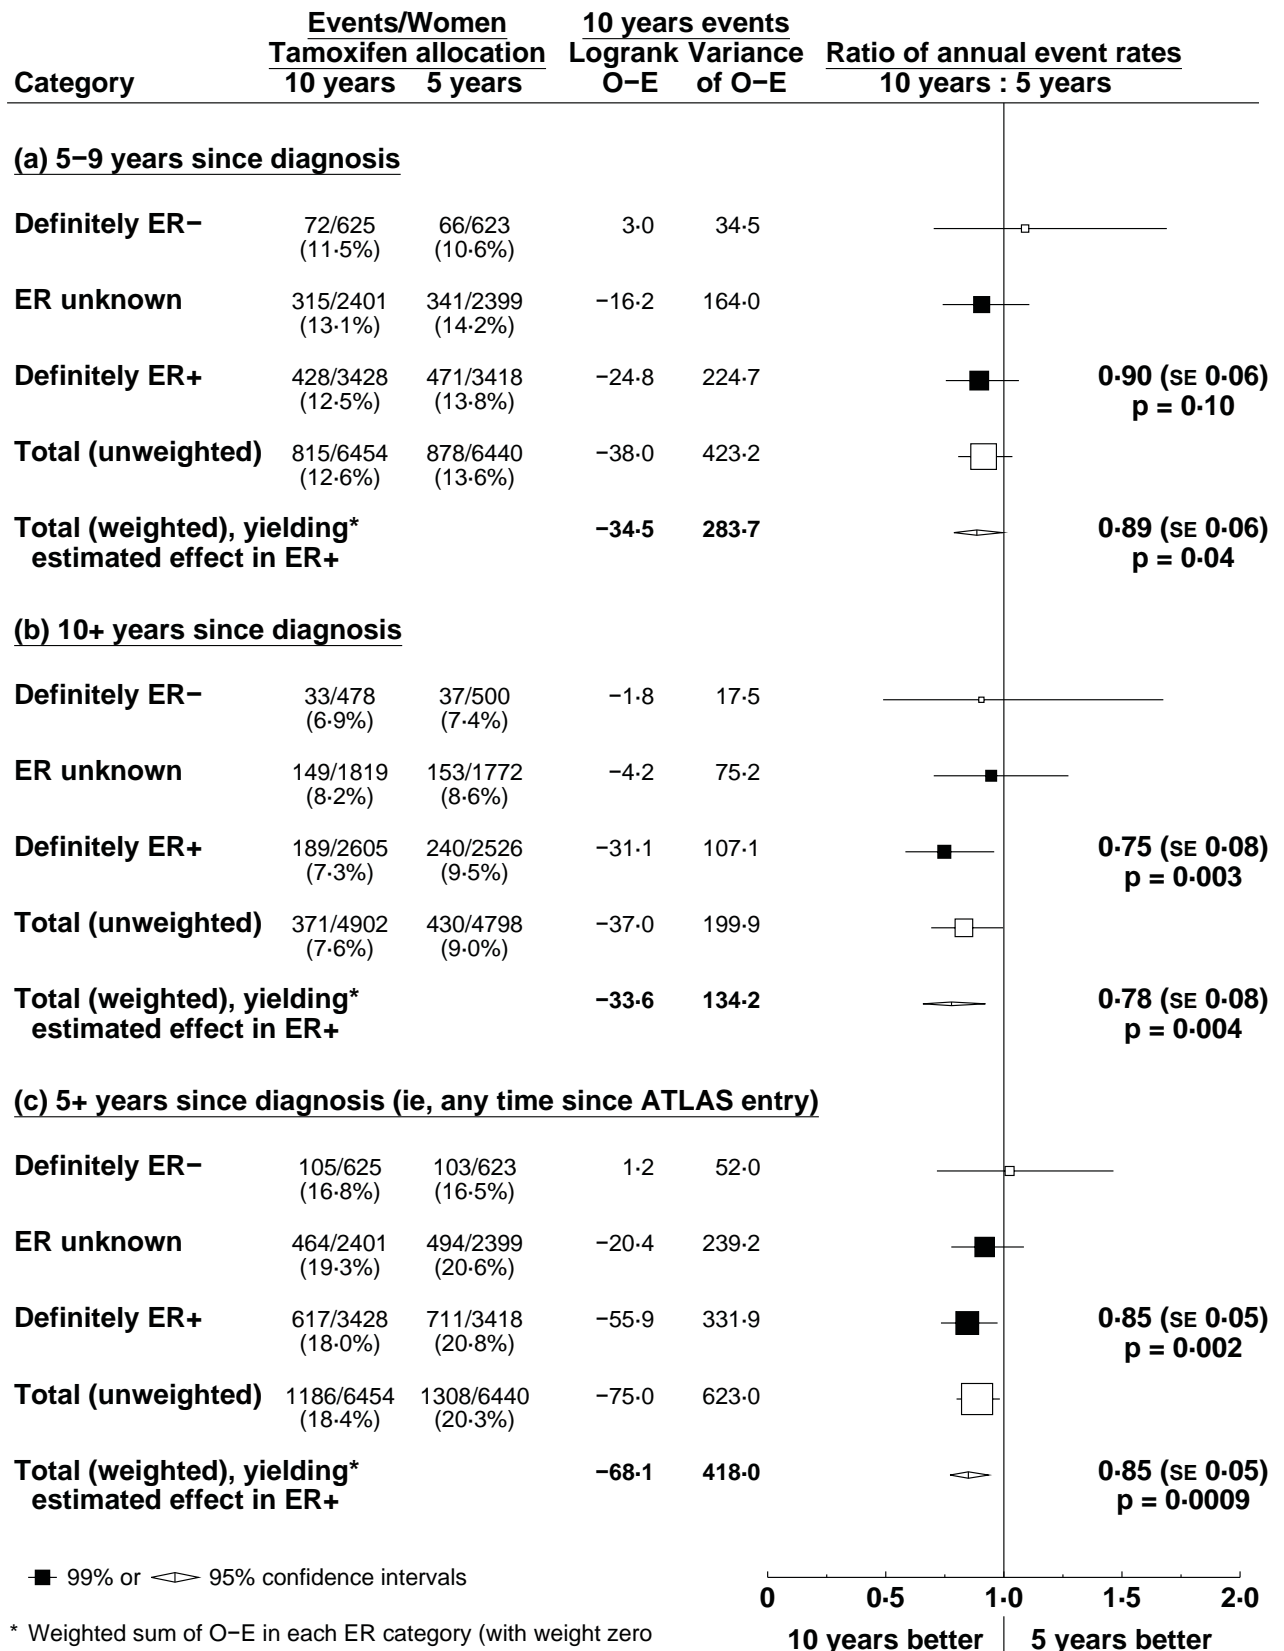 Events/Women 10 years events
Tamoxifen allocation Logrank Variance Ratio of annual event rates
Category 10 years 5 years O−E of O−E 10 years : 5 years
(a) 5−9 years since diagnosis
Definitely ER− 72/625 66/623 3·0 34·5
(11·5%) (10·6%)
ER unknown 315/2401 341/2399 −16·2 164·0
(13·1%) (14·2%)
Definitely ER+ 428/3428 471/3418 −24·8 224·7 0·90 (SE 0·06)
(12·5%) (13·8%) p = 0·10
Total (unweighted) 815/6454 878/6440 −38·0 423·2
(12·6%) (13·6%)
Total (weighted), yielding* −34·5 283·7 0·89 (SE 0·06)
estimated effect in ER+ p = 0·04
(b) 10+ years since diagnosis
Definitely ER− 33/478 37/500 −1·8 17·5
(6·9%) (7·4%)
ER unknown 149/1819 153/1772 −4·2 75·2
(8·2%) (8·6%)
Definitely ER+ 189/2605 240/2526 −31·1 107·1 0·75 (SE 0·08)
(7·3%) (9·5%) p = 0·003
Total (unweighted) 371/4902 430/4798 −37·0 199·9
(7·6%) (9·0%)
Total (weighted), yielding* −33·6 134·2 0·78 (SE 0·08)
estimated effect in ER+ p = 0·004
(c) 5+ years since diagnosis (ie, any time since ATLAS entry)
Definitely ER− 105/625 103/623 1·2 52·0
(16·8%) (16·5%)
ER unknown 464/2401 494/2399 −20·4 239·2
(19·3%) (20·6%)
Definitely ER+ 617/3428 711/3418 −55·9 331·9 0·85 (SE 0·05)
(18·0%) (20·8%) p = 0·002
Total (unweighted) 1186/6454 1308/6440 −75·0 623·0
(18·4%) (20·3%)
Total (weighted), yielding* −68·1 418·0 0·85 (SE 0·05)
estimated effect in ER+ p = 0·0009
99% or 95% confidence intervals
0 0·5 1·0 1·5 2·0
* Weighted sum of O−E in each ER category (with weight zero
10 years better 5 years better